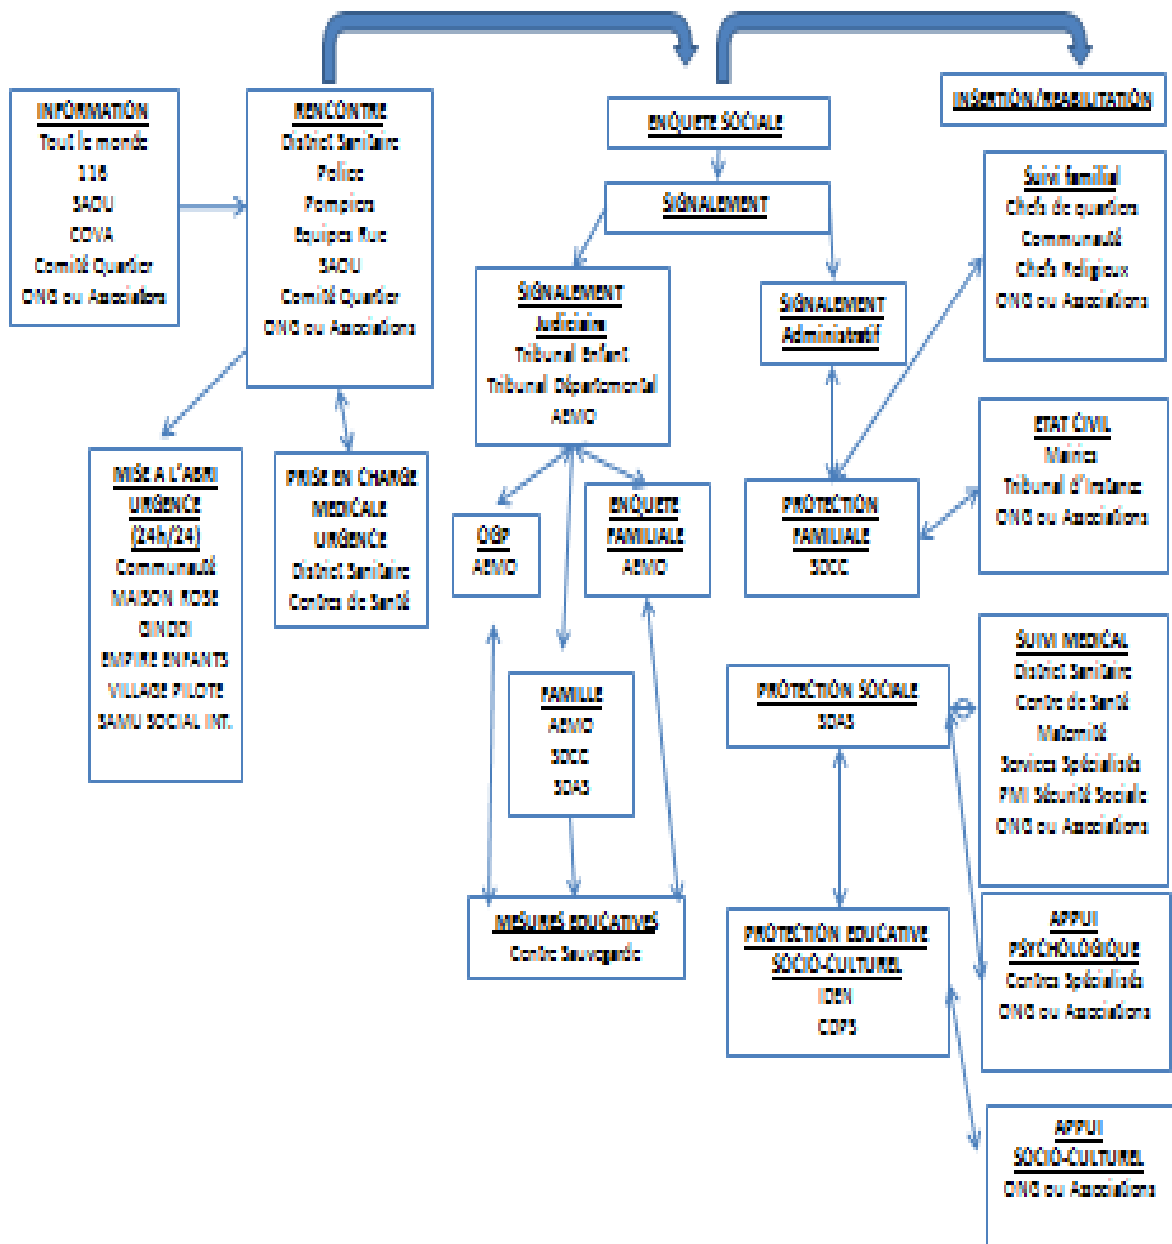 INFORMATION
Tout le monde
116
SAOU
Comité Quartier
ONG ou Associations
RENCONTRE
District Sanitaire
Police
Pompiers
Equipes Rue
SAOU
Comité Quartier
ONG ou Associations
MISE A L'ABRI
URGENCE
(24h/24)
Communauté
MAISON ROSE
GINDDI
EMPIRE ENFANTS
VILLAGE PILOTE
SAMU SOCIAL INT.
PRISE EN CHARGE
MEDICALE
URGENCE
District Sanitaire
Centres de Santé
ENQUETE SOCIALE
SIGNALEMENT
SIGNALEMENT
Judiciaire
Tribunal Enfant
Tribunal Départemental
AEMO
SIGNALEMENT
Administratif
OGP
AEMO
ENQUETE
FAMILIALE
AEMO
FAMILLE
AEMO
SDCC
SDAS
MESURES EDUCATIVES
Centre Sauvegarde
PROTECTION
FAMILIALE
SDCC
PROTECTION SOCIALE
SDAS
PROTECTION EDUCATIVE
SOCIO-CULTUREL
IDEN
CDPS
INSERTION/REABILITATION
Suivi familial
Chefs de quartiers
Communauté
Chefs Religieux
ONG ou Associations
ETAT CIVIL
Mairies
Tribunal d'Instance
ONG ou Associations
SUIVI MEDICAL
District Sanitaire
Centre de Santé
Maternité
Services Spécialisés
PMI Sécurité Sociale
ONG ou Associations
APPUI
PSYCHOLOGIQUE
Centres Spécialisés
ONG ou Associations
APPUI
SOCIO-CULTUREL
ONG ou Associations